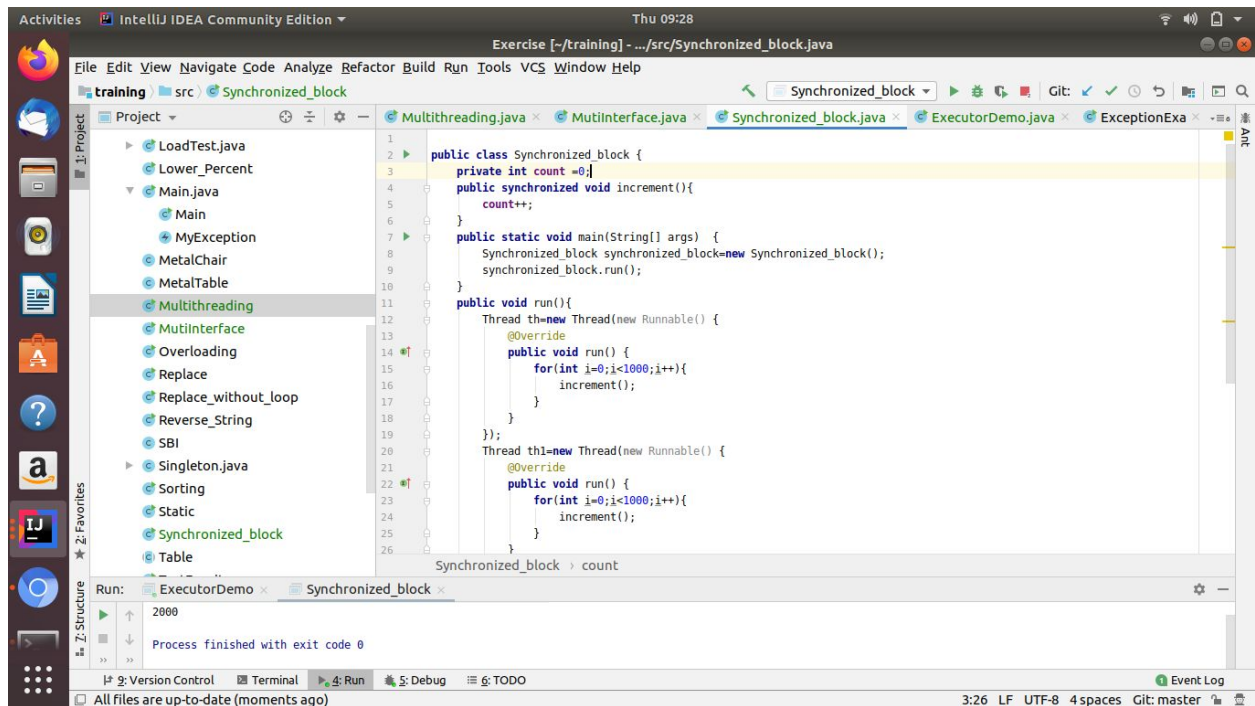 Activities IntelliJ IDEA Community Edition Thu 09:28
Exercise [~/training] - .../src/Synchronized_block.java
File Edit View Navigate Code Analyze Refactor Build Run Tools VCS Window Help
training src Synchronized_block Synchronized_block Git:
1: Project
Project
Multithreading.java MutiInterface.java Synchronized_block.java ExecutorDemo.java ExceptionExa
Ant
LoadTest.java
Lower_Percent
Main.java
Main
MyException
MetalChair
MetalTable
Multithreading
MutiInterface
Overloading
Replace
Replace_without_loop
Reverse_String
SBI
Singleton.java
Sorting
Static
Synchronized_block
Table
1
2 public class Synchronized_block {
3 private int count =0;
4 public synchronized void increment(){
5 count++;
6 }
7 public static void main(String[] args) {
8 Synchronized_block synchronized_block=new Synchronized_block();
9 synchronized_block.run();
10 }
11 public void run(){
12 Thread th=new Thread(new Runnable() {
13 @Override
14 public void run() {
15 for(int i=0;i<1000;i++){
16 increment();
17 }
18 }
19 });
20 Thread th1=new Thread(new Runnable() {
21 @Override
22 public void run() {
23 for(int i=0;i<1000;i++){
24 increment();
25 }
26 }
Synchronized_block › count
2: Favorites
Z: Structure
Run: ExecutorDemo Synchronized_block
2000
Process finished with exit code 0
9: Version Control Terminal 4: Run 5: Debug 6: TODO 1 Event Log
All files are up-to-date (moments ago) 3:26 LF UTF-8 4 spaces Git: master